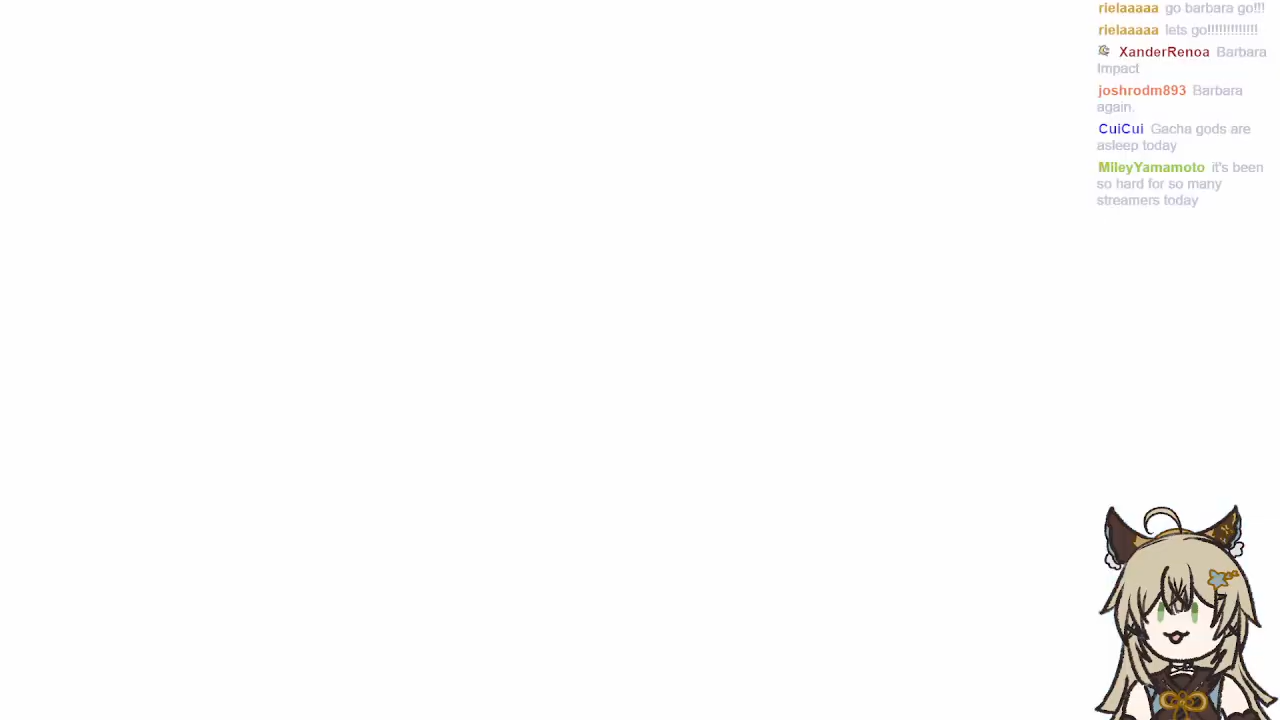 rielaaaaa go barbara go!!!
rielaaaaa lets go!!!!!!!!!!!!!
XanderRenoa Barbara
Impact
joshrodm893 Barbara
again.
CuiCui Gacha gods are
asleep today
MileyYamamoto it's been
so hard for so many
streamers today